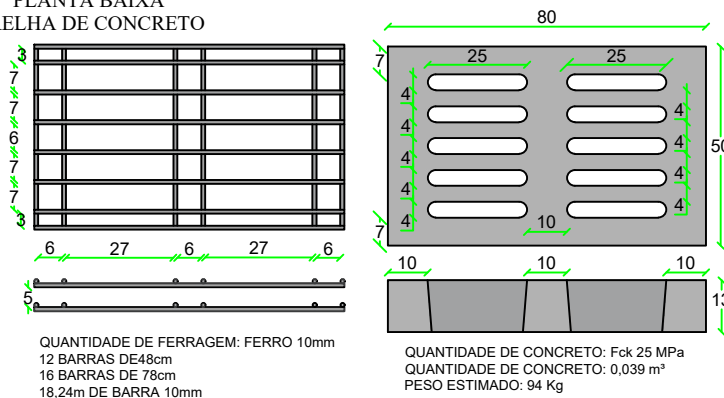 PLANTA BAIXA
DE CONCRETO
3
7
7
6
7
7
3
6 27 6 27 6
5
QUANTIDADE DE FERRAGEM: FERRO 10mm
12 BARRAS DE48cm
16 BARRAS DE 78cm
18,24m DE BARRA 10mm
80
7
25 25
4
4
4
4
4
4
4
4
4
7
10
50
10 10 10
13
QUANTIDADE DE CONCRETO: Fck 25 MPa
QUANTIDADE DE CONCRETO: 0,039 m³
PESO ESTIMADO: 94 Kg